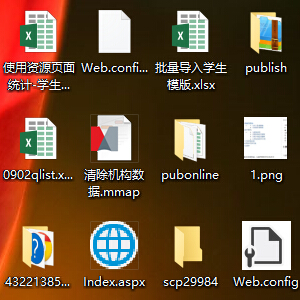 使用资源页面
统计-学生...
Web.confi...
批量导入学生
模版.xlsx
publish
0902qlist.x...
清除机构数
据.mmap
pubonline
1.png
43221385...
Index.aspx
scp29984
Web.config